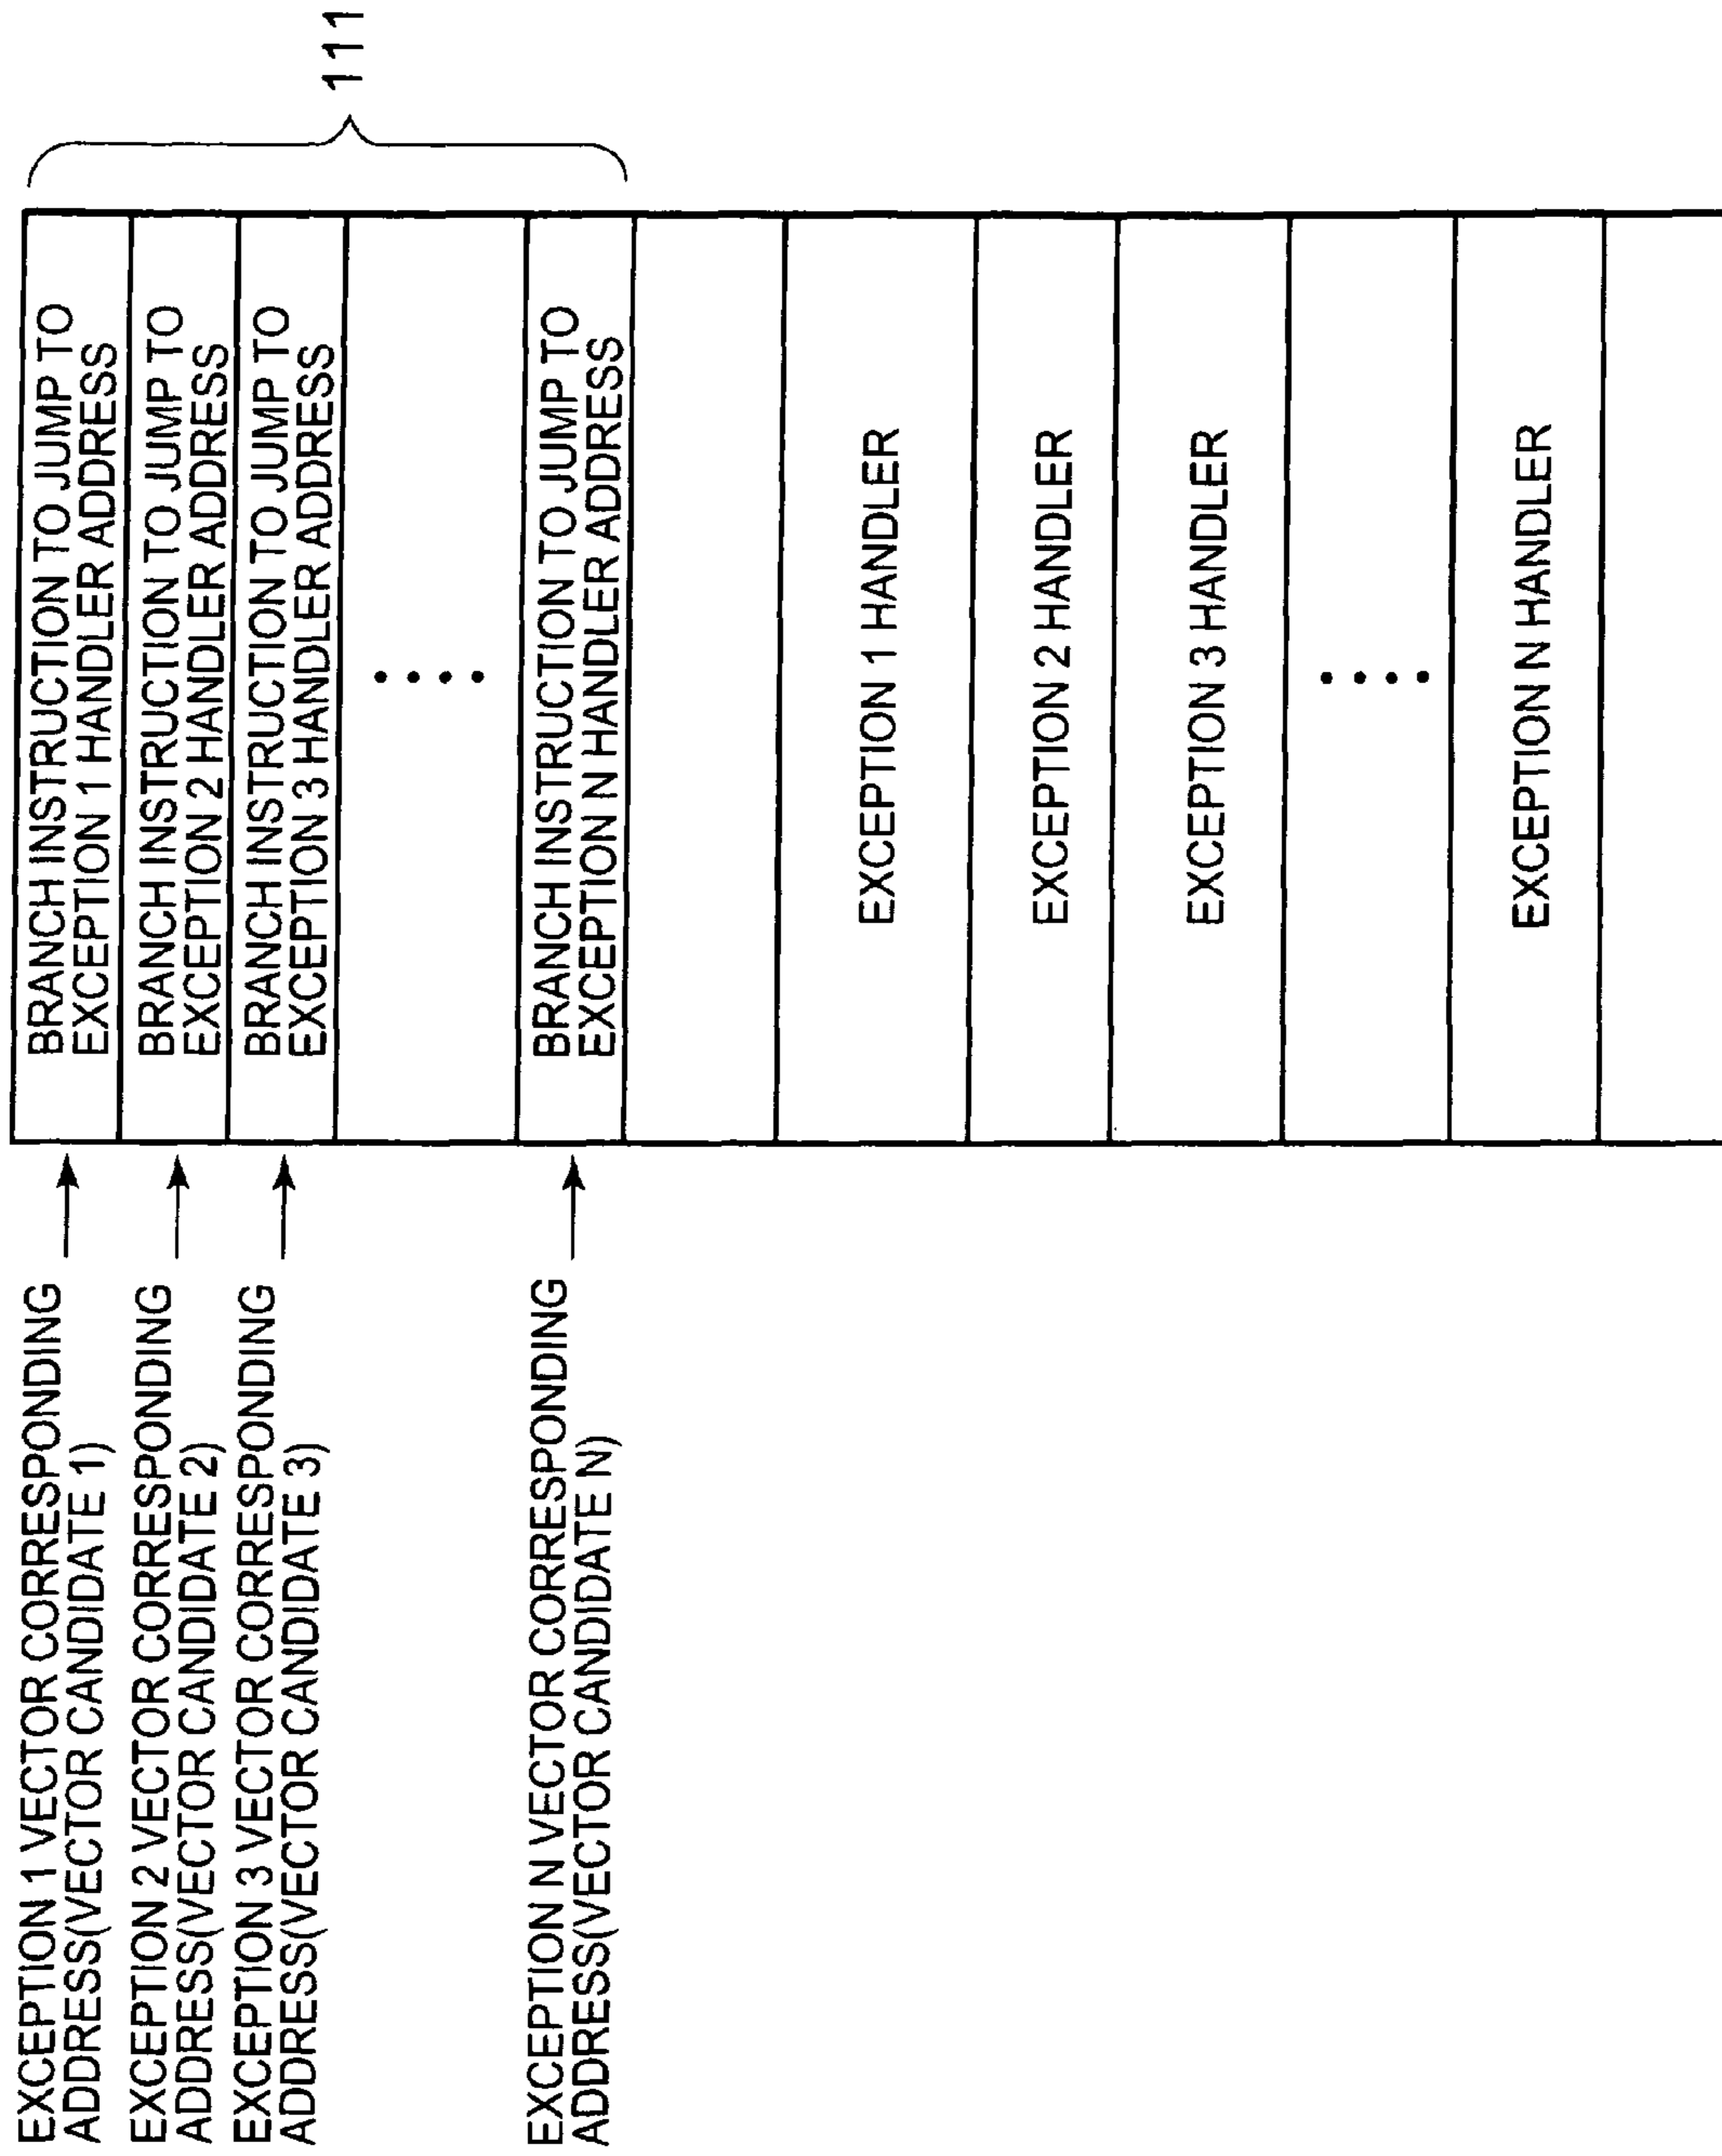 EXCEPTION 1 VECTOR CORRESPONDING
ADDRESS(VECTOR CANDIDATE 1)
BRANCH INSTRUCTION TO JUMP TO
EXCEPTION 1 HANDLER ADDRESS
EXCEPTION 2 VECTOR CORRESPONDING
ADDRESS(VECTOR CANDIDATE 2)
BRANCH INSTRUCTION TO JUMP TO
EXCEPTION 2 HANDLER ADDRESS
EXCEPTION 3 VECTOR CORRESPONDING
ADDRESS(VECTOR CANDIDATE 3)
BRANCH INSTRUCTION TO JUMP TO
EXCEPTION 3 HANDLER ADDRESS
111
....
EXCEPTION N VECTOR CORRESPONDING
ADDRESS(VECTOR CANDIDATE N)
BRANCH INSTRUCTION TO JUMP TO
EXCEPTION N HANDLER ADDRESS
EXCEPTION 1 HANDLER
EXCEPTION 2 HANDLER
EXCEPTION 3 HANDLER
....
EXCEPTION N HANDLER